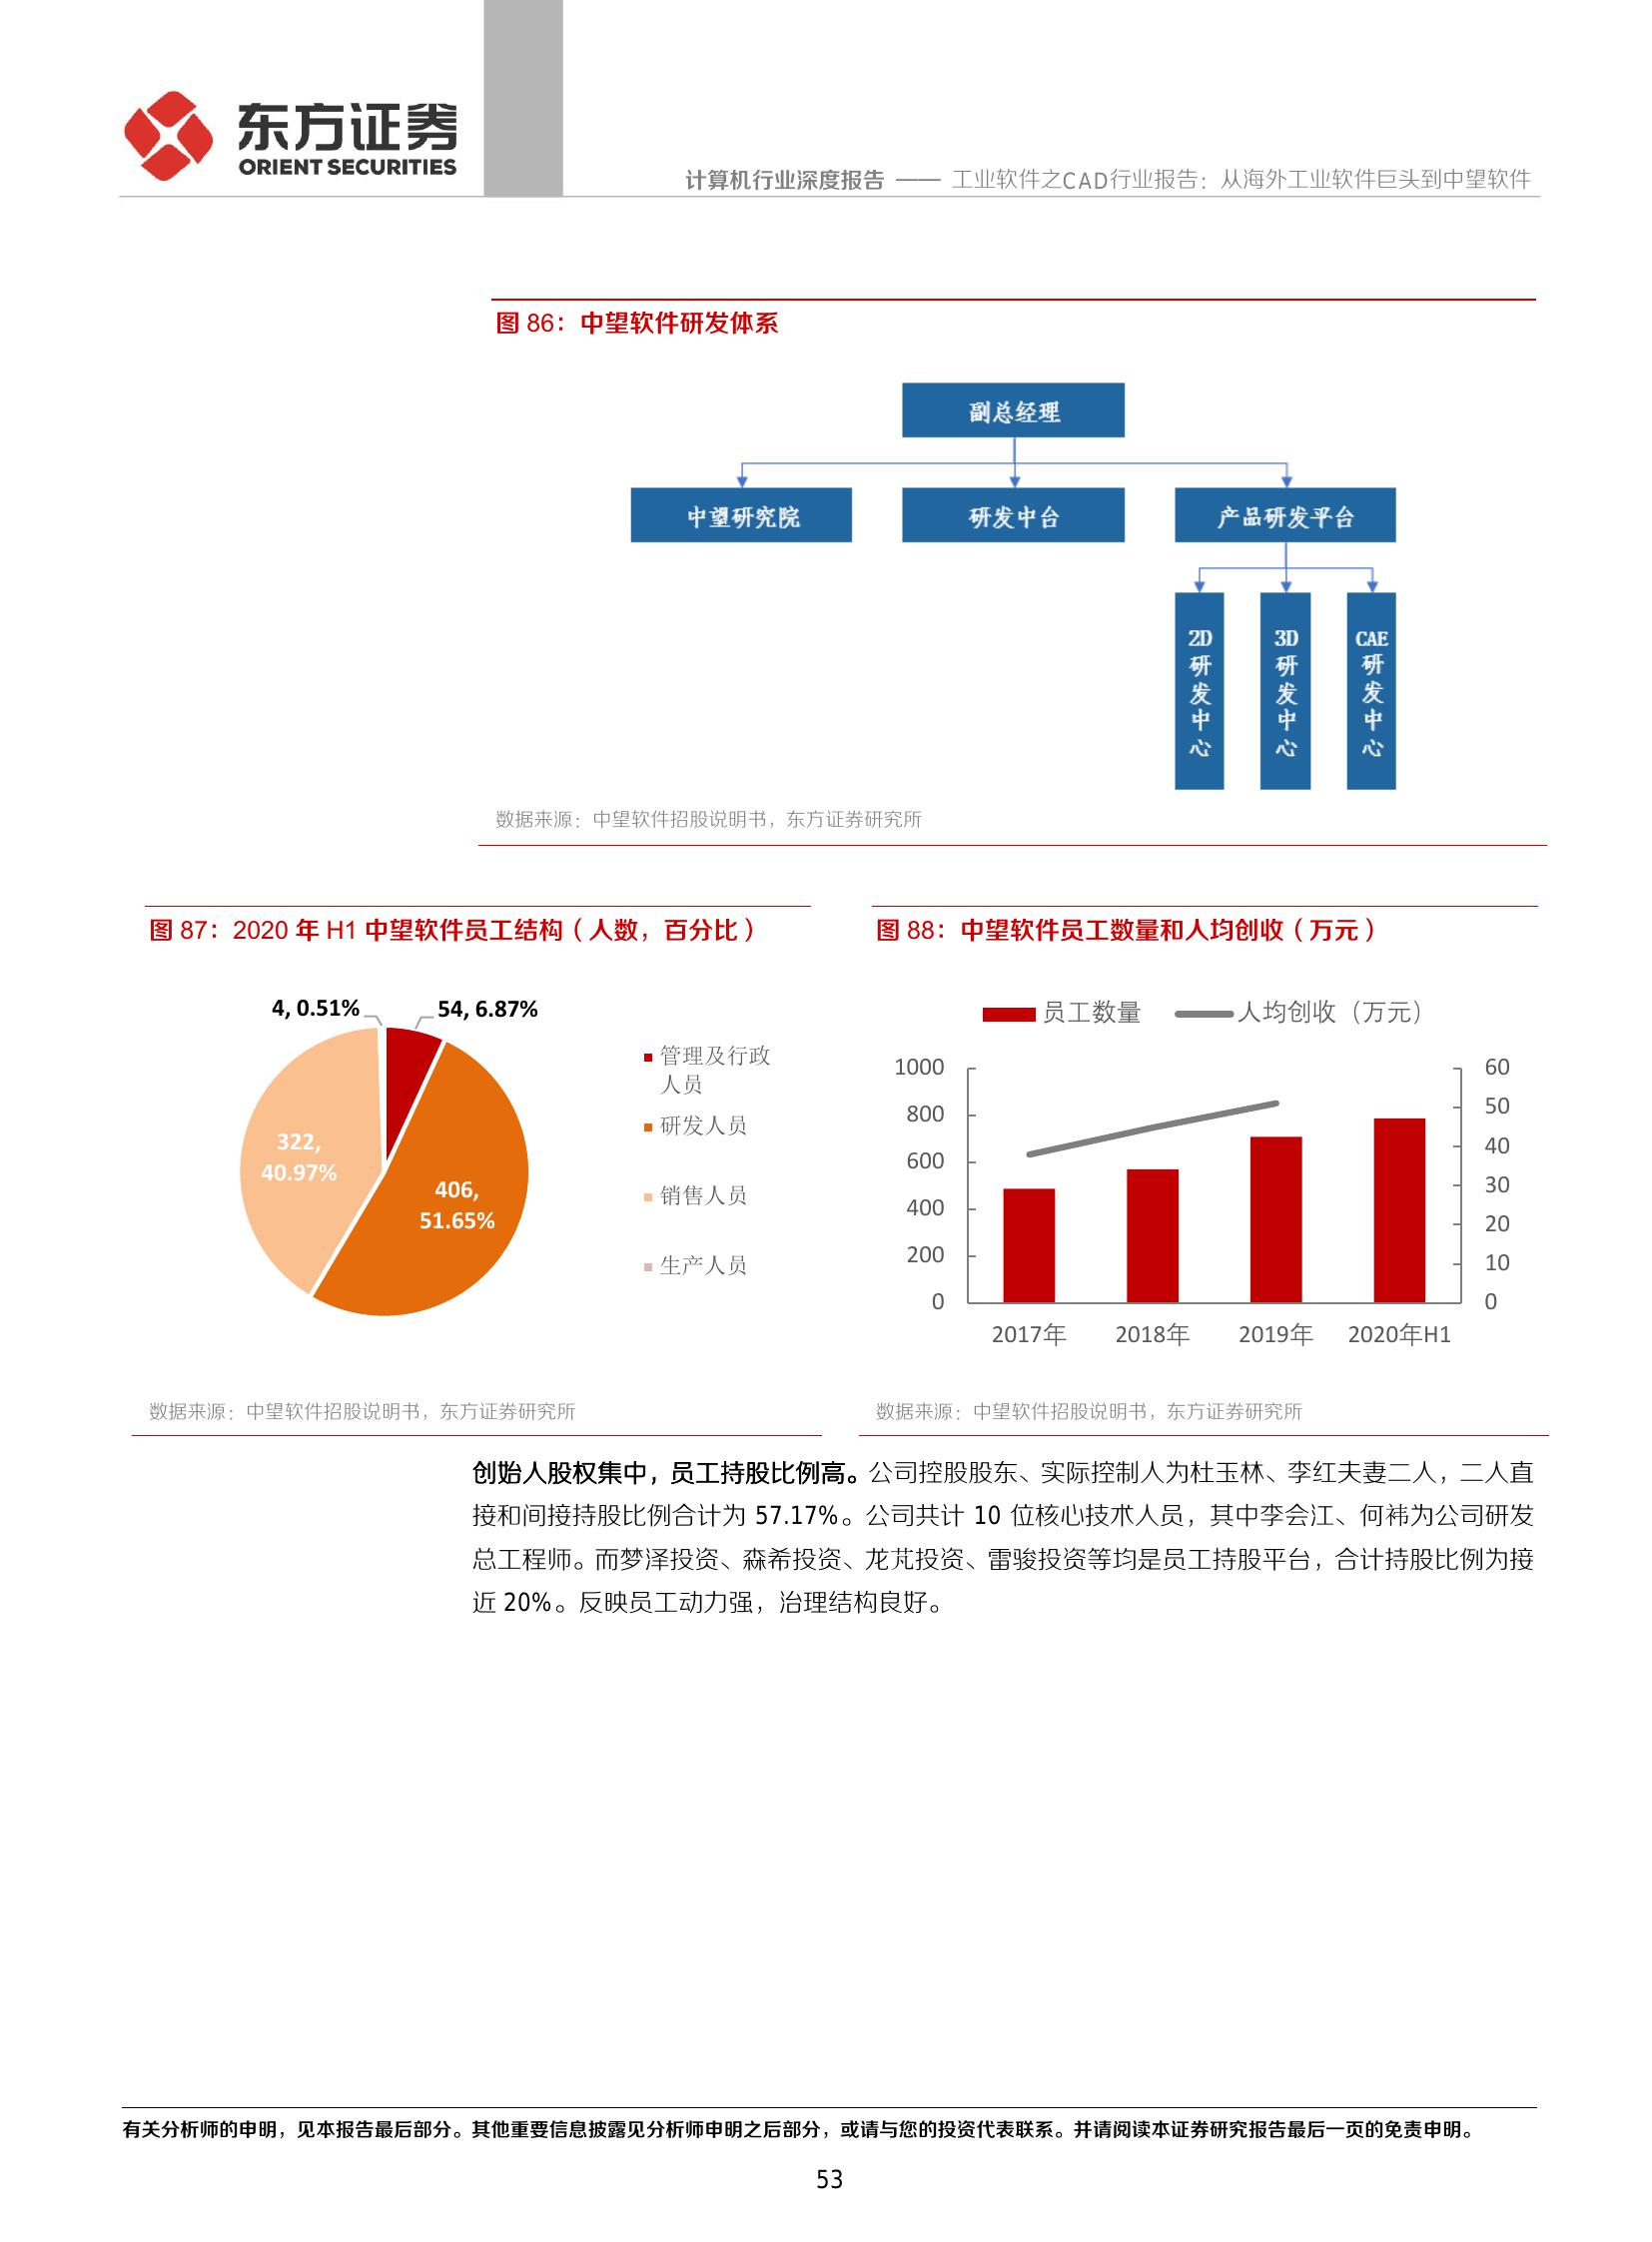 东方证券
ORIENT SECURITIES
计算机行业深度报告 —— 工业软件之CAD行业报告：从海外工业软件巨头到中望软件
图 86：中望软件研发体系
副总经理
中望研究院
研发中台
产品研发平台
2D研发中心
3D研发中心
CAE研发中心
数据来源：中望软件招股说明书，东方证券研究所
图 87：2020 年 H1 中望软件员工结构（人数，百分比）
4, 0.51%
54, 6.87%
322,
40.97%
406,
51.65%
管理及行政
人员
研发人员
销售人员
生产人员
数据来源：中望软件招股说明书，东方证券研究所
图 88：中望软件员工数量和人均创收（万元）
员工数量 人均创收（万元）
1000
800
600
400
200
0
60
50
40
30
20
10
0
2017年 2018年 2019年 2020年H1
数据来源：中望软件招股说明书，东方证券研究所
创始人股权集中，员工持股比例高。公司控股股东、实际控制人为杜玉林、李红夫妻二人，二人直
接和间接持股比例合计为 57.17%。公司共计 10 位核心技术人员，其中李会江、何祎为公司研发
总工程师。而梦泽投资、森希投资、龙芃投资、雷骏投资等均是员工持股平台，合计持股比例为接
近 20%。反映员工动力强，治理结构良好。
有关分析师的申明，见本报告最后部分。其他重要信息披露见分析师申明之后部分，或请与您的投资代表联系。并请阅读本证券研究报告最后一页的免责申明。
53